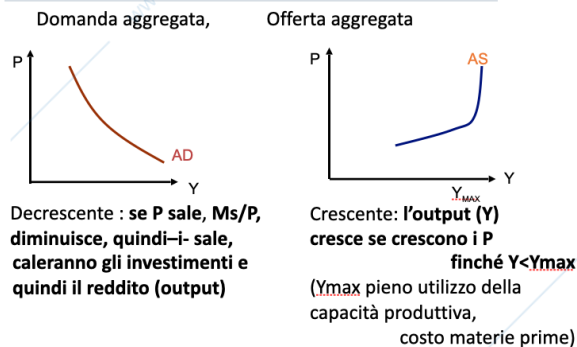 Domanda aggregata,
Offerta aggregata
P
AD
Y
P
AS
Y
YMAX
Decrescente : se P sale, Ms/P,
diminuisce, quindi–i- sale,
caleranno gli investimenti e
quindi il reddito (output)
Crescente: l'output (Y)
cresce se crescono i P
finché Y<Ymax
(Ymax pieno utilizzo della
capacità produttiva,
costo materie prime)